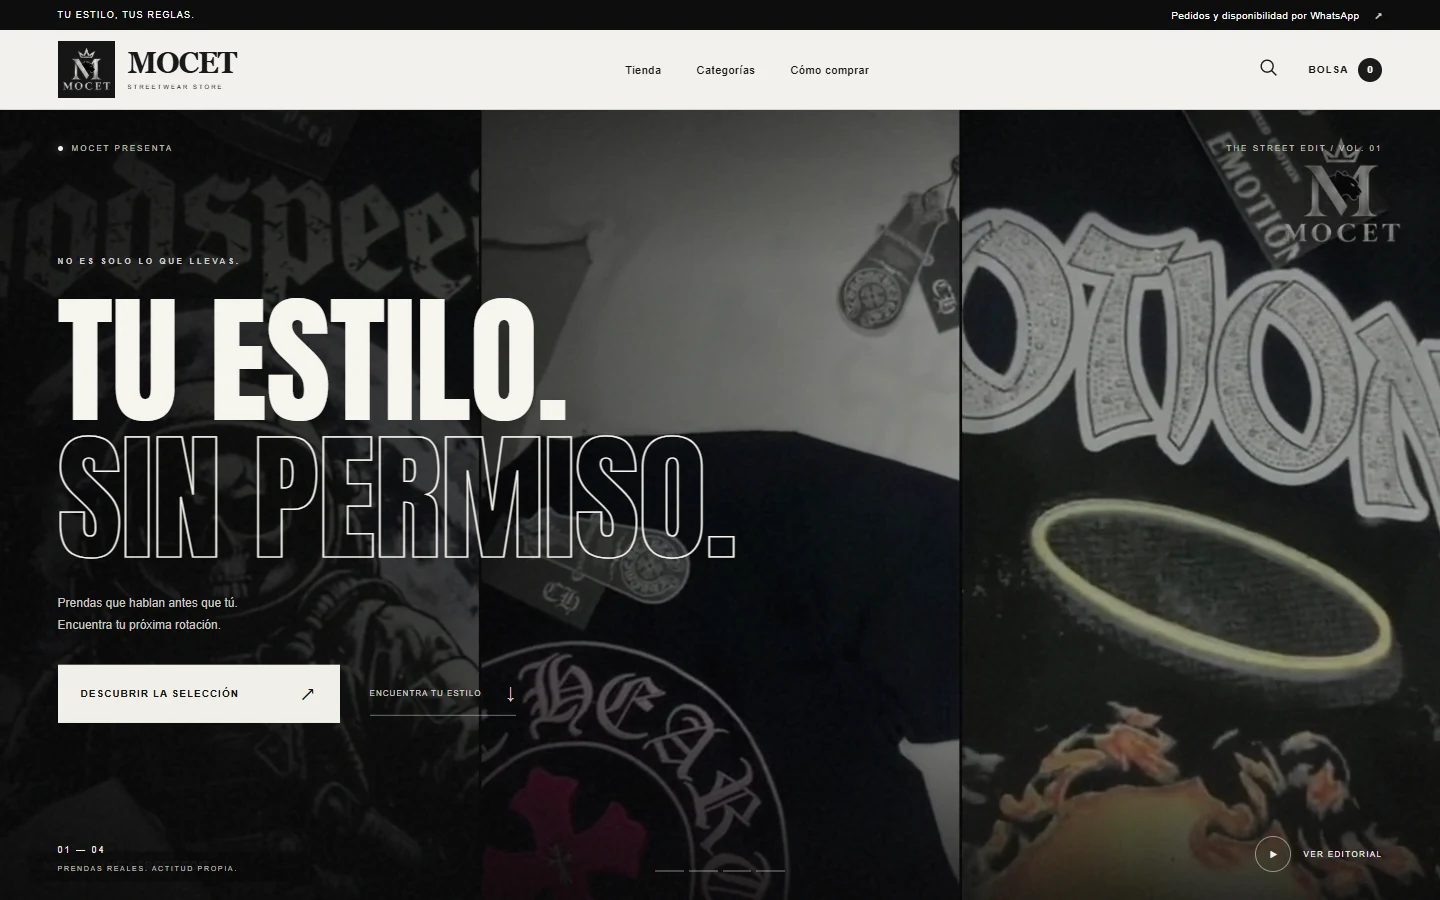 TU ESTILO, TUS REGLAS.
Pedidos y disponibilidad por WhatsApp ↗
M
MOCET
MOCET
STREETWEAR STORE
Tienda
Categorías
Cómo comprar
BOLSA 0
MOCET PRESENTA
THE STREET EDIT / VOL. 01
M
MOCET
EMOTION
NO ES SOLO LO QUE LLEVAS.
TU ESTILO.
SIN PERMISO.
CH
CH
Prendas que hablan antes que tú.
Encuentra tu próxima rotación.
DESCUBRIR LA SELECCIÓN ↗
ENCUENTRA TU ESTILO ↓
01 — 04
PRENDAS REALES. ACTITUD PROPIA.
VER EDITORIAL